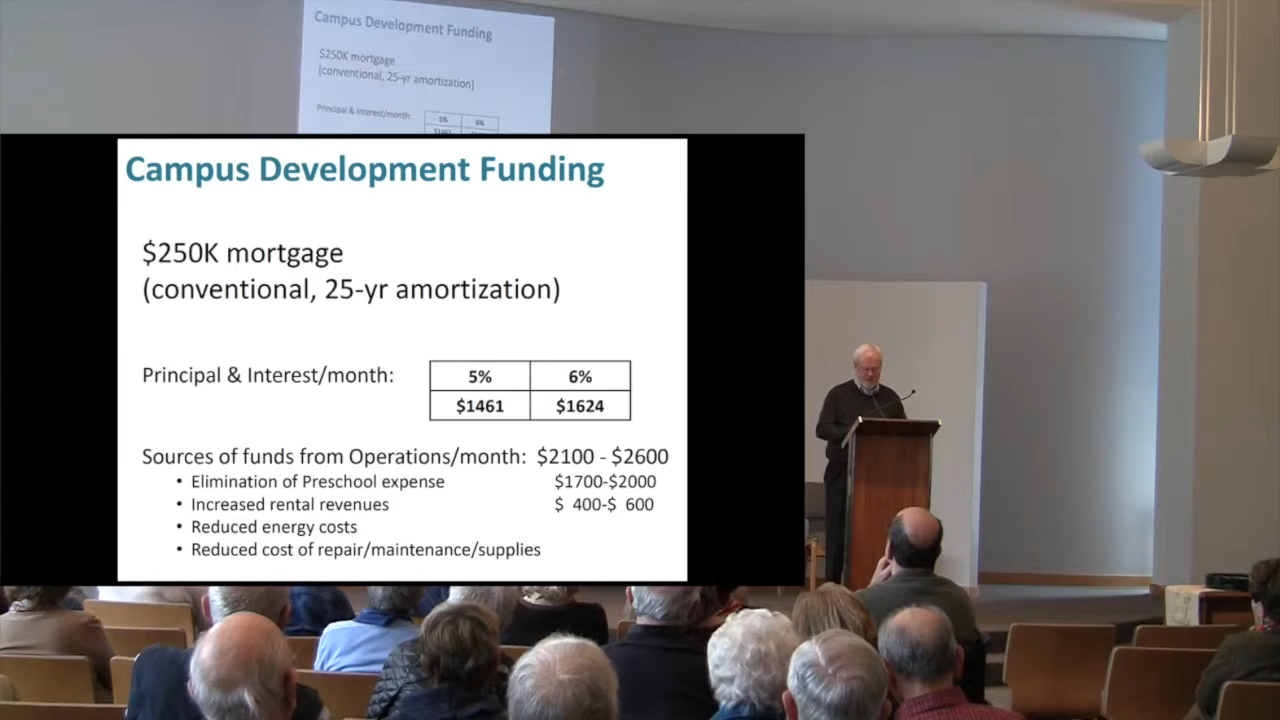 Campus Development Funding
$250K mortgage
(conventional, 25-yr amortization)
Principal & Interest/month:
5% 6%
Campus Development Funding
$250K mortgage
(conventional, 25-yr amortization)
Principal & Interest/month:
5% 6%
$1461 $1624
Sources of funds from Operations/month: $2100 - $2600
• Elimination of Preschool expense $1700-$2000
• Increased rental revenues $ 400-$ 600
• Reduced energy costs
• Reduced cost of repair/maintenance/supplies